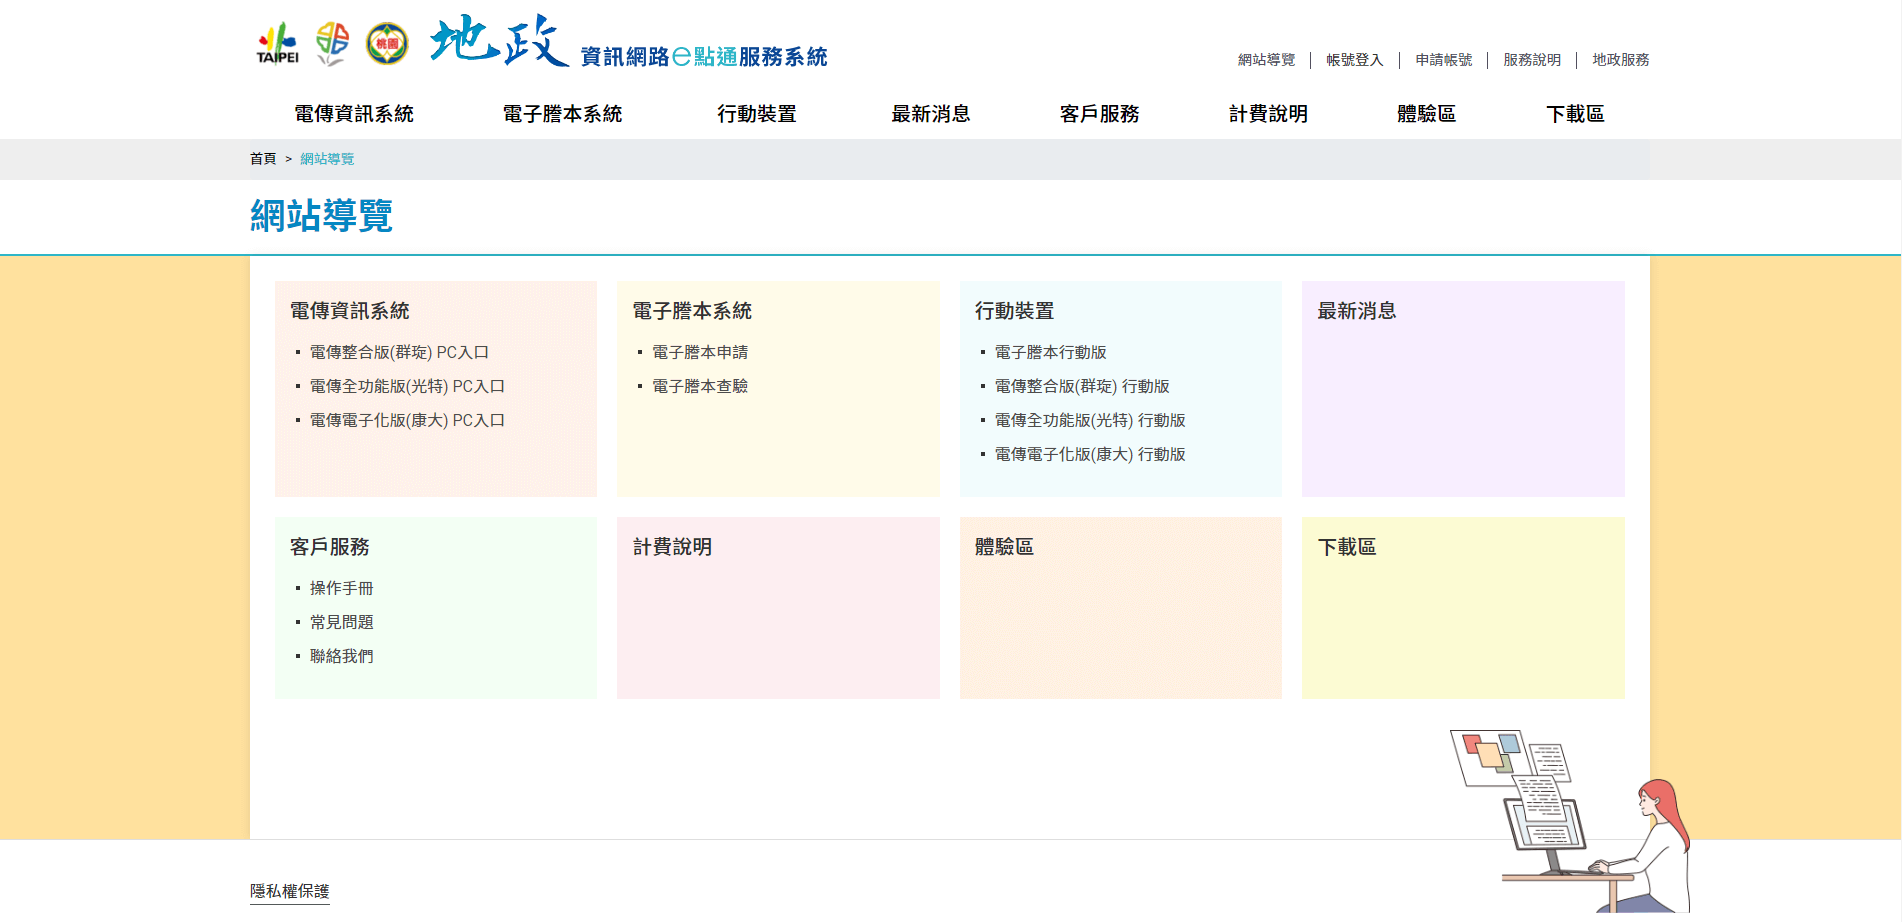 TAIPEI 桃園 地政 資訊網路e點通服務系統
網站導覽 帳號登入 申請帳號 服務說明 地政服務
電傳資訊系統 電子謄本系統 行動裝置 最新消息 客戶服務 計費說明 體驗區 下載區
首頁 > 網站導覽
網站導覽
電傳資訊系統
電傳整合版(群琁) PC入口
電傳全功能版(光特) PC入口
電傳電子化版(康大) PC入口
電子謄本系統
電子謄本申請
電子謄本查驗
行動裝置
電子謄本行動版
電傳整合版(群琁) 行動版
電傳全功能版(光特) 行動版
電傳電子化版(康大) 行動版
最新消息
客戶服務
操作手冊
常見問題
聯絡我們
計費說明
體驗區
下載區
隱私權保護